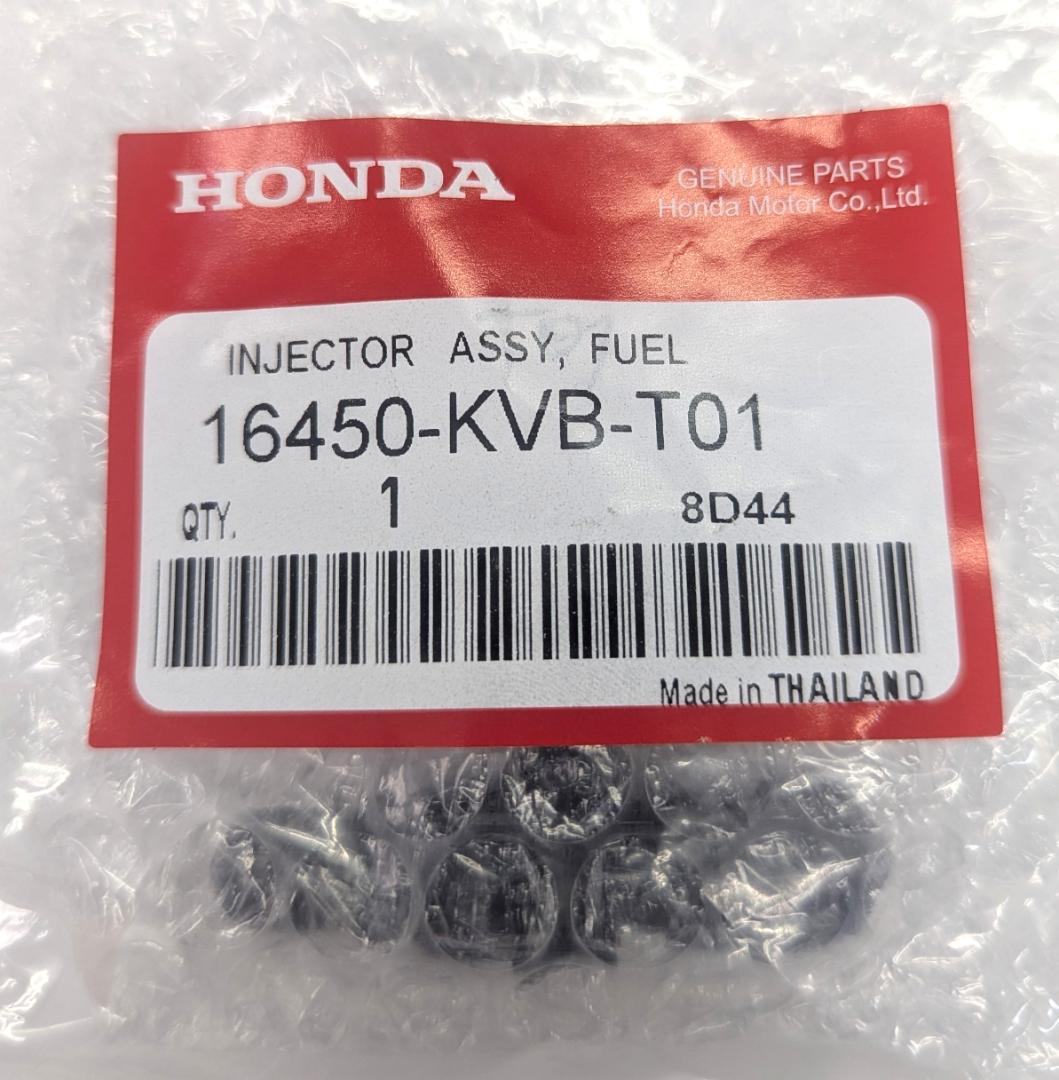 HONDA
GENUINE PARTS
Honda Motor Co.,Ltd.
INJECTOR ASSY, FUEL
16450-KVB-T01
QTY. 1 8D44
Made in THAILAND